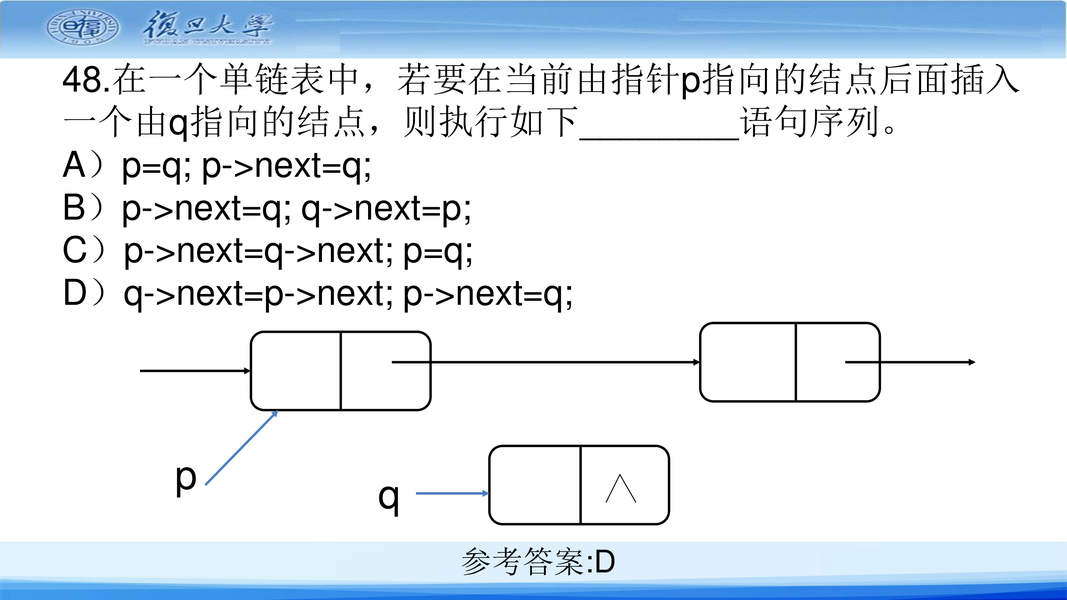 復旦大學
48.在一个单链表中，若要在当前由指针p指向的结点后面插入
一个由q指向的结点，则执行如下________语句序列。
A）p=q; p->next=q;
B）p->next=q; q->next=p;
C）p->next=q->next; p=q;
D）q->next=p->next; p->next=q;
p
q
∧
参考答案:D